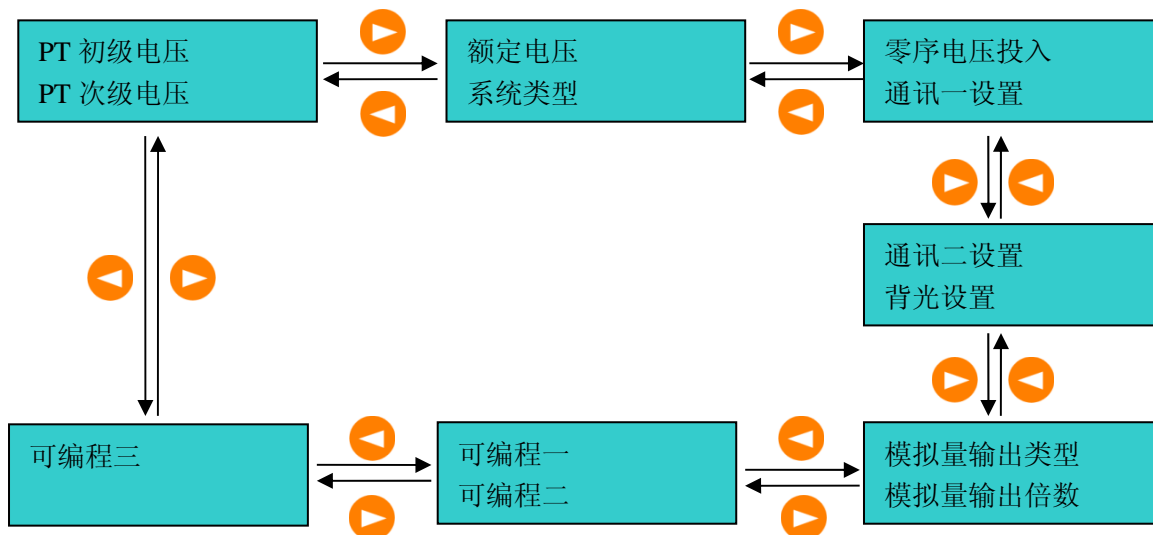 PT 初级电压
PT 次级电压
额定电压
系统类型
零序电压投入
通讯一设置
通讯二设置
背光设置
可编程三
可编程一
可编程二
模拟量输出类型
模拟量输出倍数